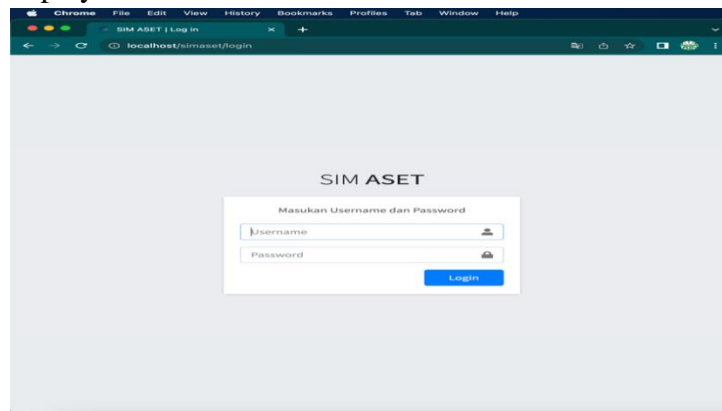 Chrome File Edit View History Bookmarks Profiles Tab Window Help
SIM ASET | Log in
localhost/simaset/login
SIM ASET
Masukan Username dan Password
Username
Password
Login